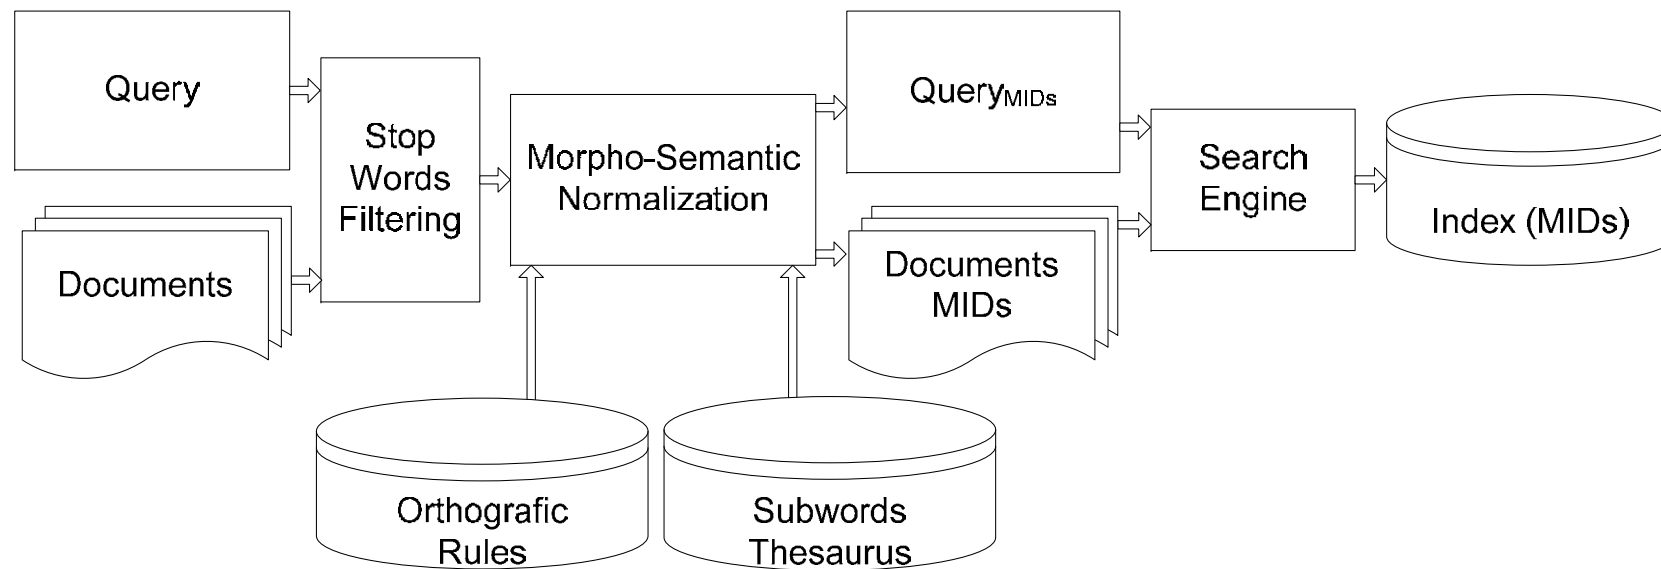 Query
Documents
Stop
Words
Filtering
Morpho-Semantic
Normalization
QueryMIDs
Documents
MIDs
Search
Engine
Index (MIDs)
Orthografic
Rules
Subwords
Thesaurus